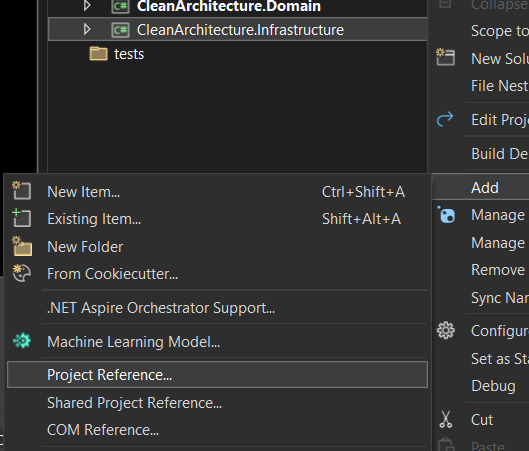 Collapse
CleanArchitecture.Domain
Scope to
CleanArchitecture.Infrastructure
New Solu
tests
File Nest
Edit Proj
Build De
Add
New Item... Ctrl+Shift+A
Manage
Existing Item... Shift+Alt+A
Manage
New Folder
Remove
From Cookiecutter...
Sync Nam
.NET Aspire Orchestrator Support...
Configure
Machine Learning Model...
Set as Sta
Project Reference...
Debug
Shared Project Reference...
Cut
COM Reference...
Paste